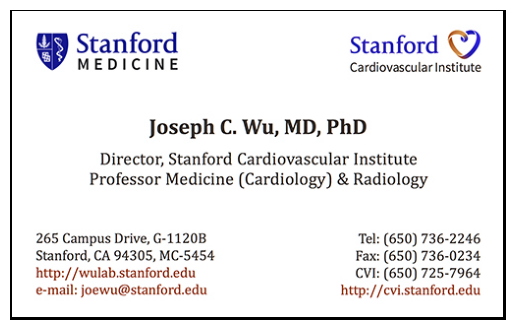 Stanford
MEDICINE
Stanford
Cardiovascular Institute
Joseph C. Wu, MD, PhD
Director, Stanford Cardiovascular Institute
Professor Medicine (Cardiology) & Radiology
265 Campus Drive, G-1120B
Stanford, CA 94305, MC-5454
http://wulab.stanford.edu
e-mail: joewu@stanford.edu
Tel: (650) 736-2246
Fax: (650) 736-0234
CVI: (650) 725-7964
http://cvi.stanford.edu